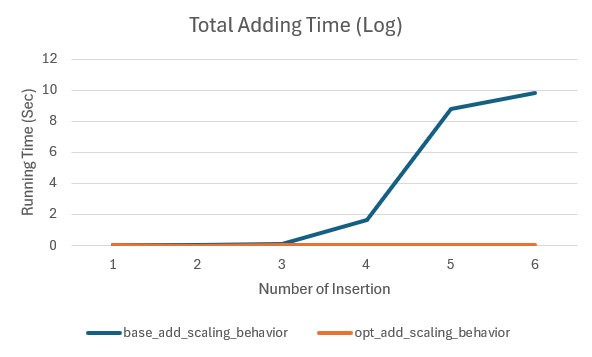 Total Adding Time (Log)
12
10
8
6
4
2
0
Running Time (Sec)
1 2 3 4 5 6
Number of Insertion
base_add_scaling_behavior opt_add_scaling_behavior